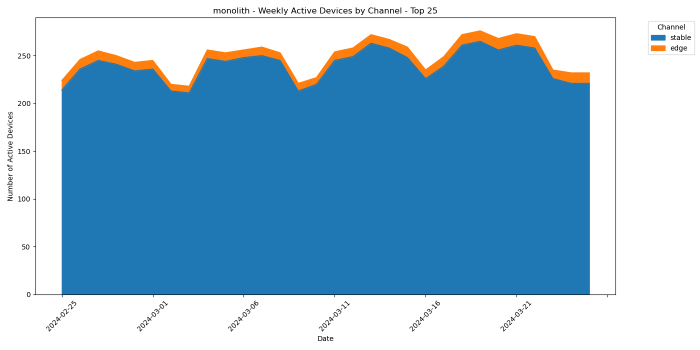 monolith - Weekly Active Devices by Channel - Top 25
Channel
stable
edge
Number of Active Devices
250
200
150
100
50
0
2024-02-25
2024-03-01
2024-03-06
2024-03-11
2024-03-16
2024-03-21
Date